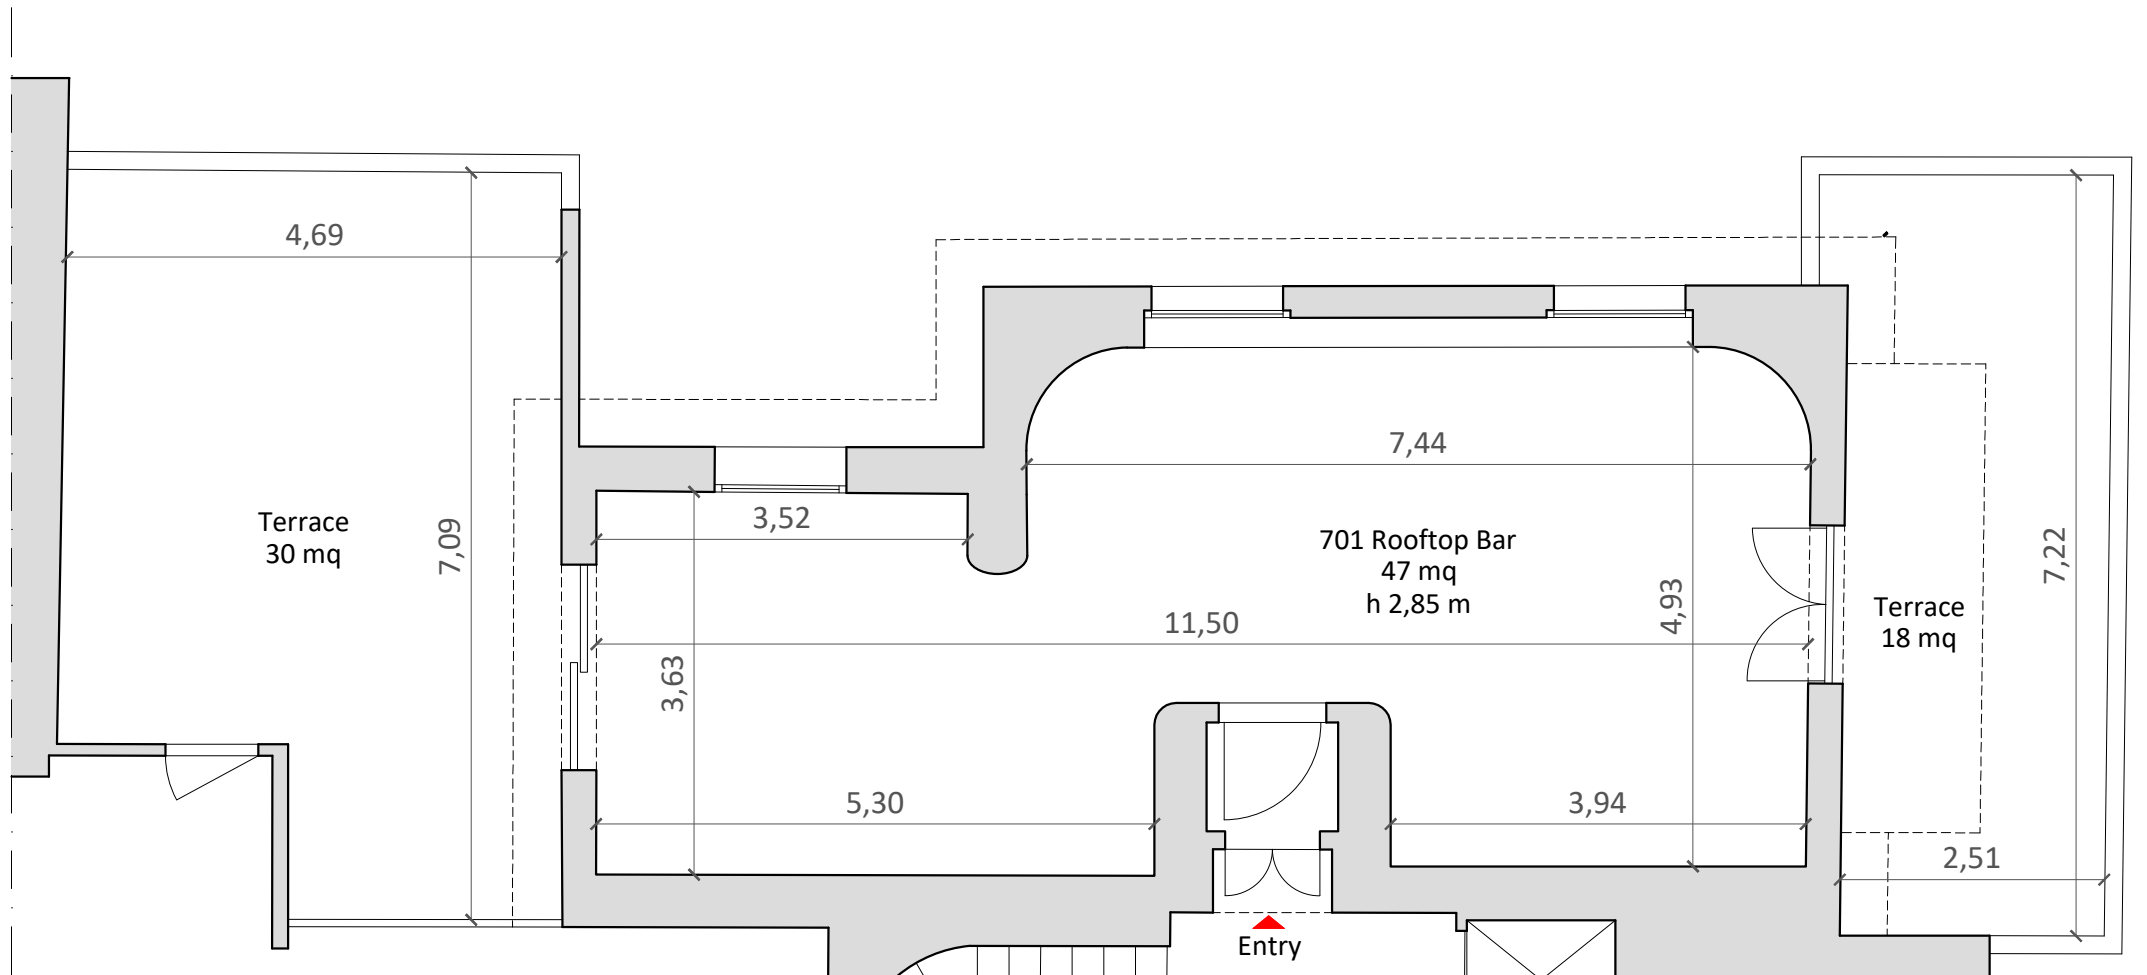 4,69
7,09
Terrace
30 mq
3,52
3,63
5,30
11,50
7,44
701 Rooftop Bar
47 mq
h 2,85 m
4,93
3,94
Terrace
18 mq
7,22
2,51
Entry